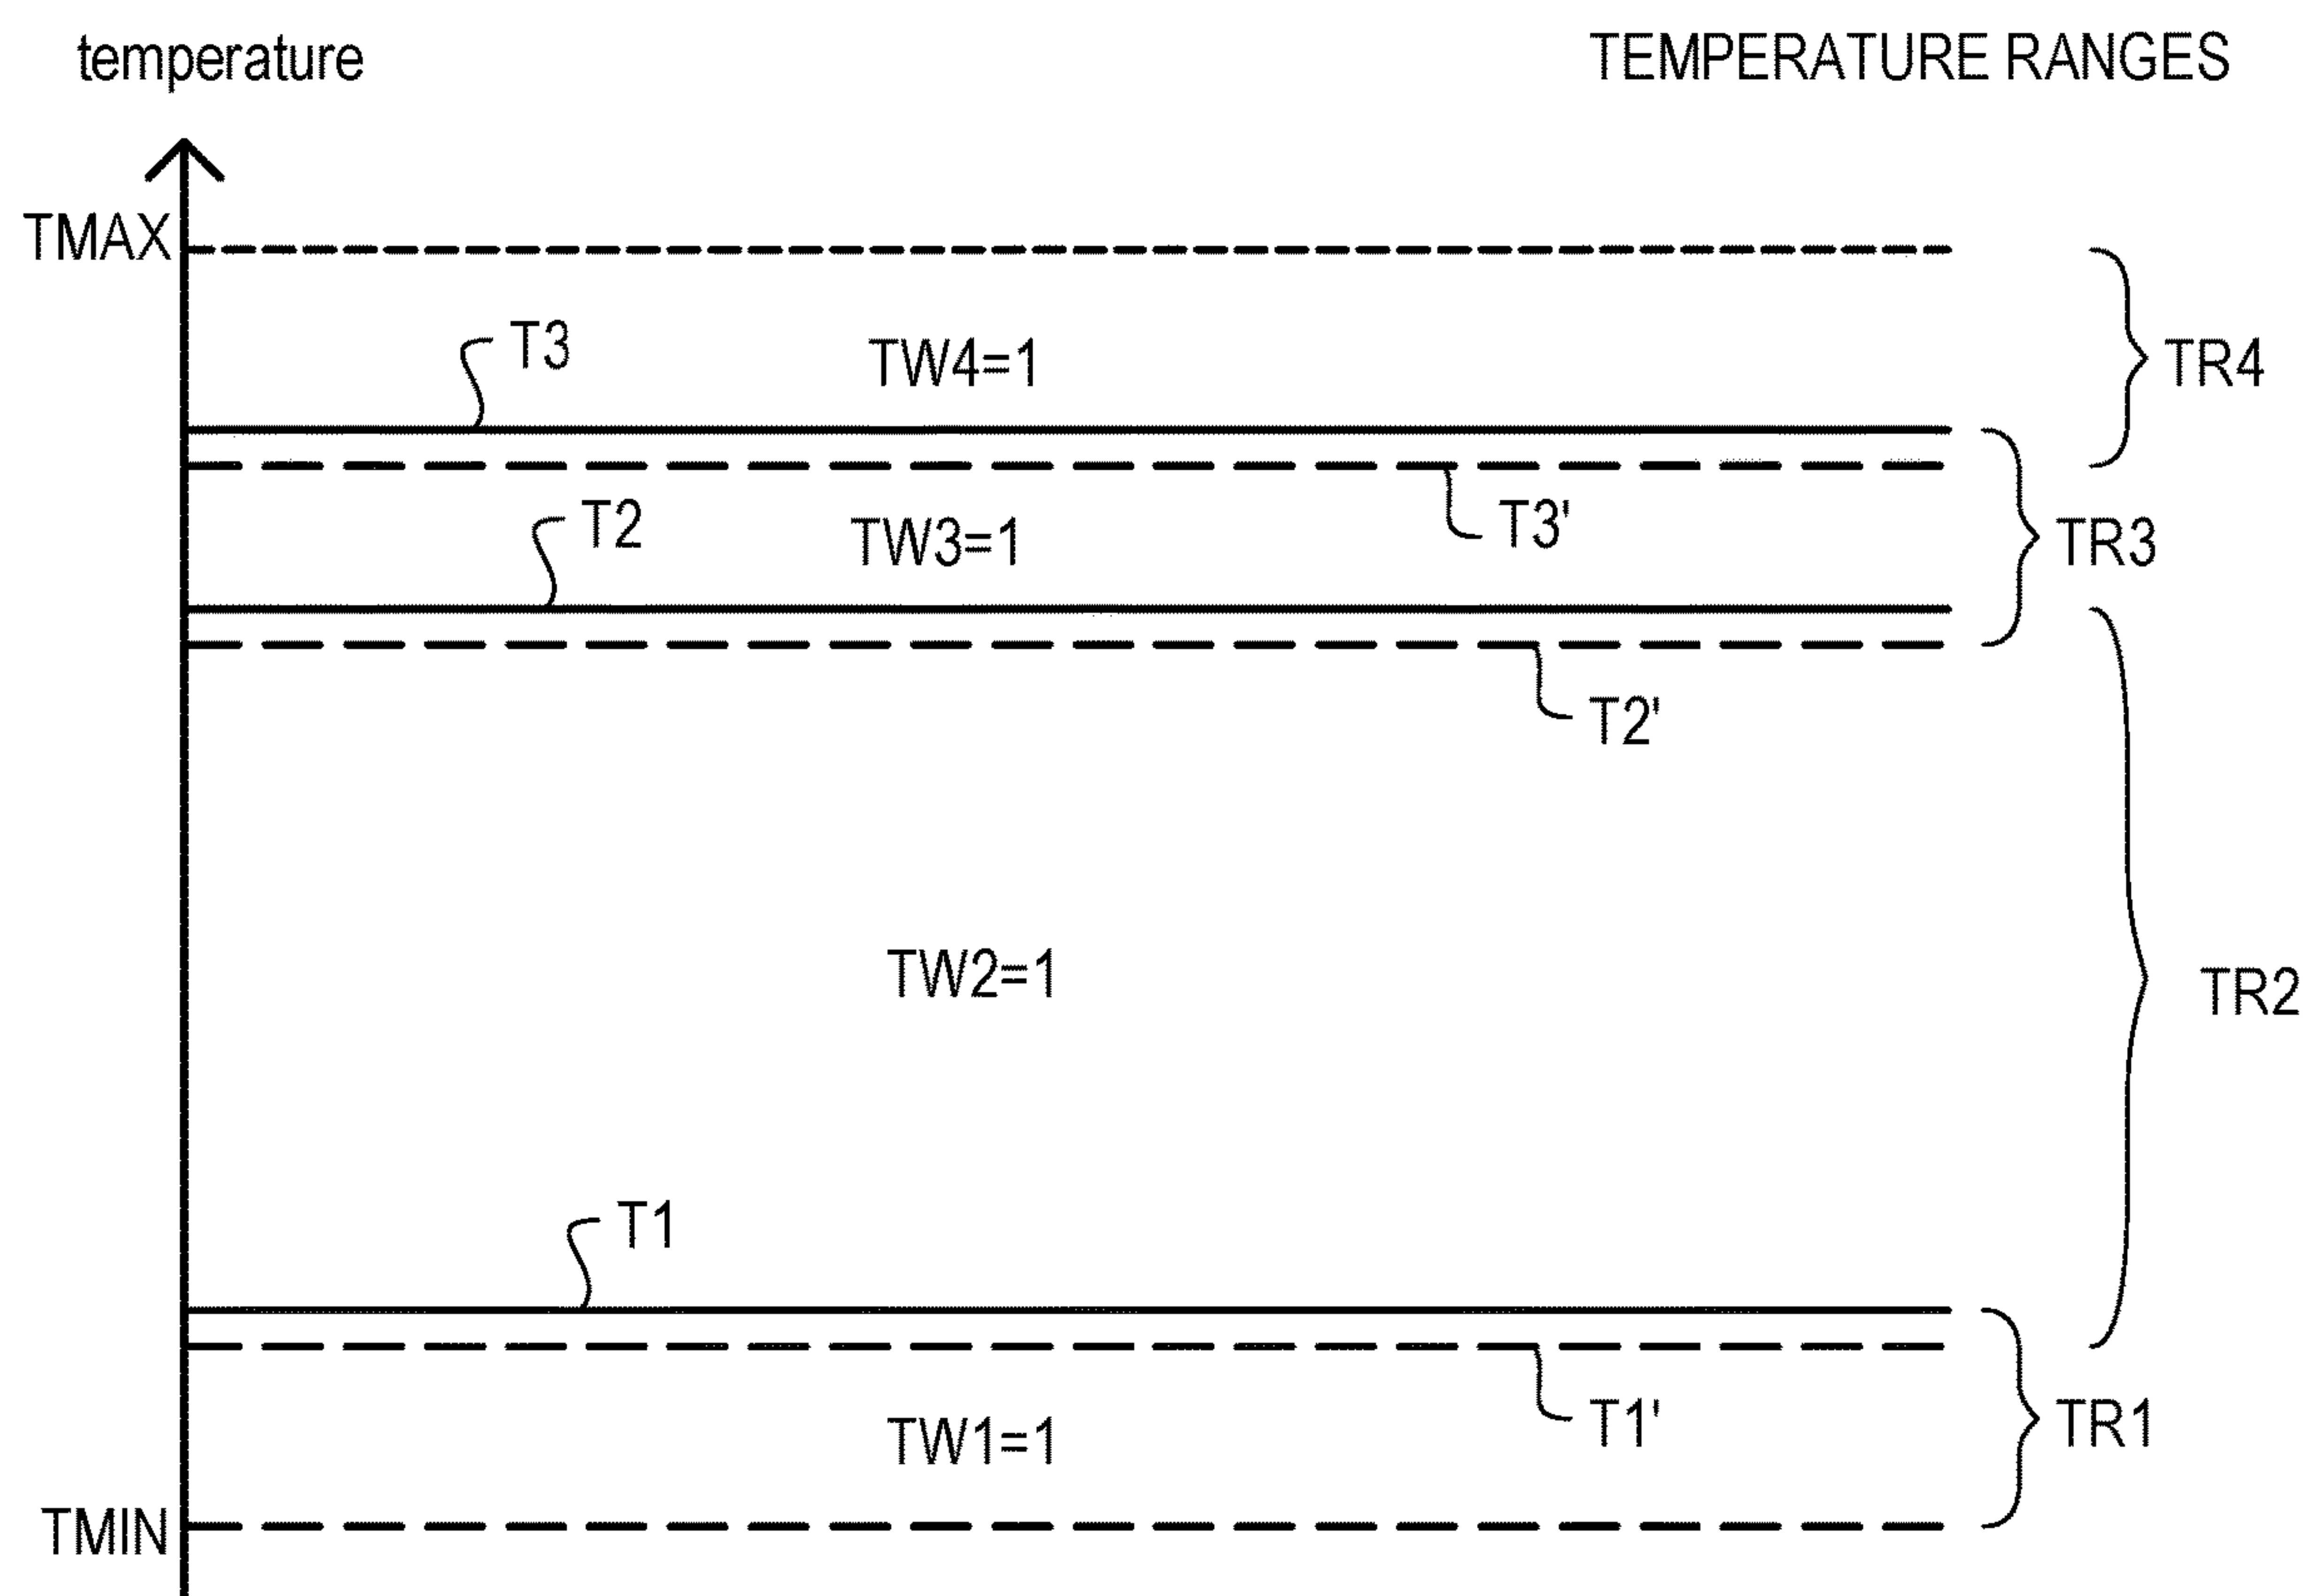 temperature
TEMPERATURE RANGES
TMAX
T3
TW4=1
TR4
T2
TW3=1
T3'
TR3
T2'
TW2=1
TR2
T1
TW1=1
T1'
TR1
TMIN